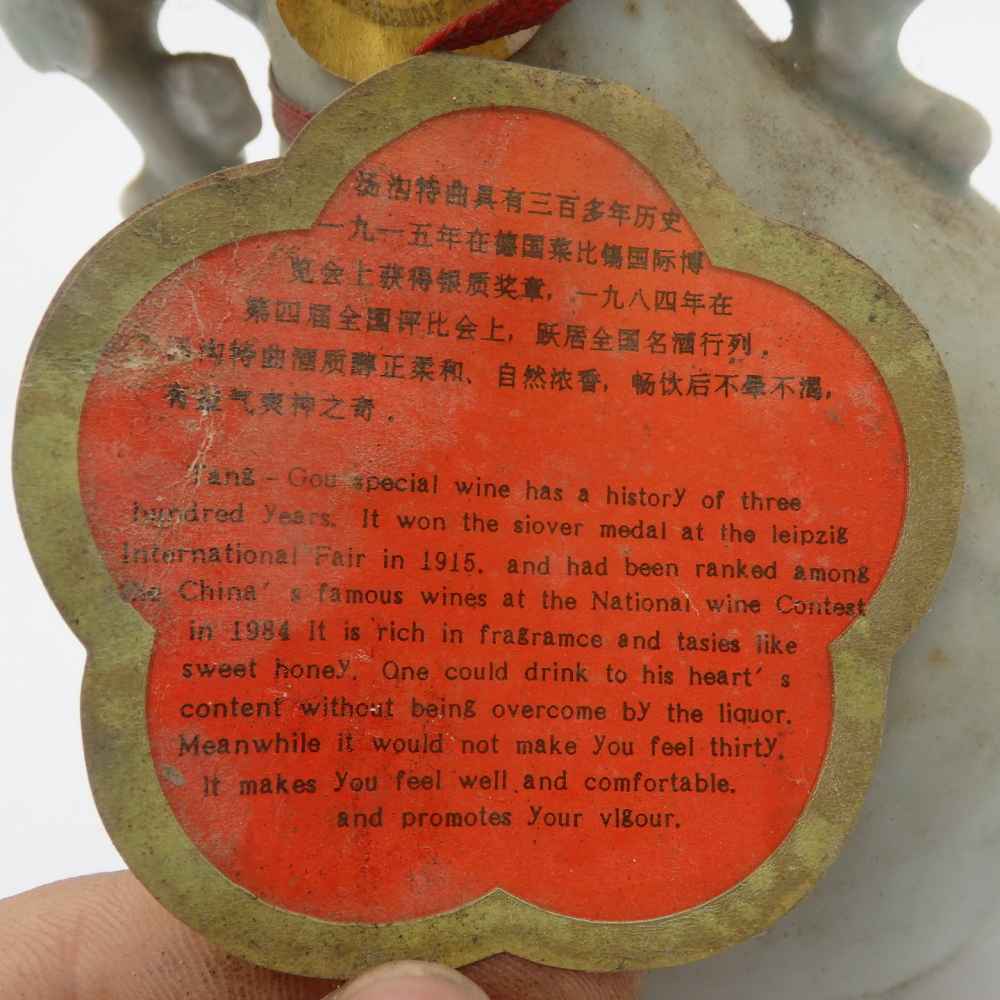 汤沟特曲具有三百多年历史
一九一五年在德国莱比锡国际博
览会上获得银质奖章，一九八四年在
第四届全国评比会上，跃居全国名酒行列。
汤沟特曲酒质醇正柔和、自然浓香，畅饮后不晕不渴，
有益气爽神之奇。
Tang-Gou special wine has a history of three
hundred years. It won the siover medal at the leipzig
International Fair in 1915. and had been ranked among
the China's famous wines at the National wine Contest
in 1984 It is rich in fragramce and tasies like
sweet honey. One could drink to his heart's
content without being overcome by the liquor.
Meanwhile it would not make you feel thirty.
It makes you feel well and comfortable.
and promotes your vigour.